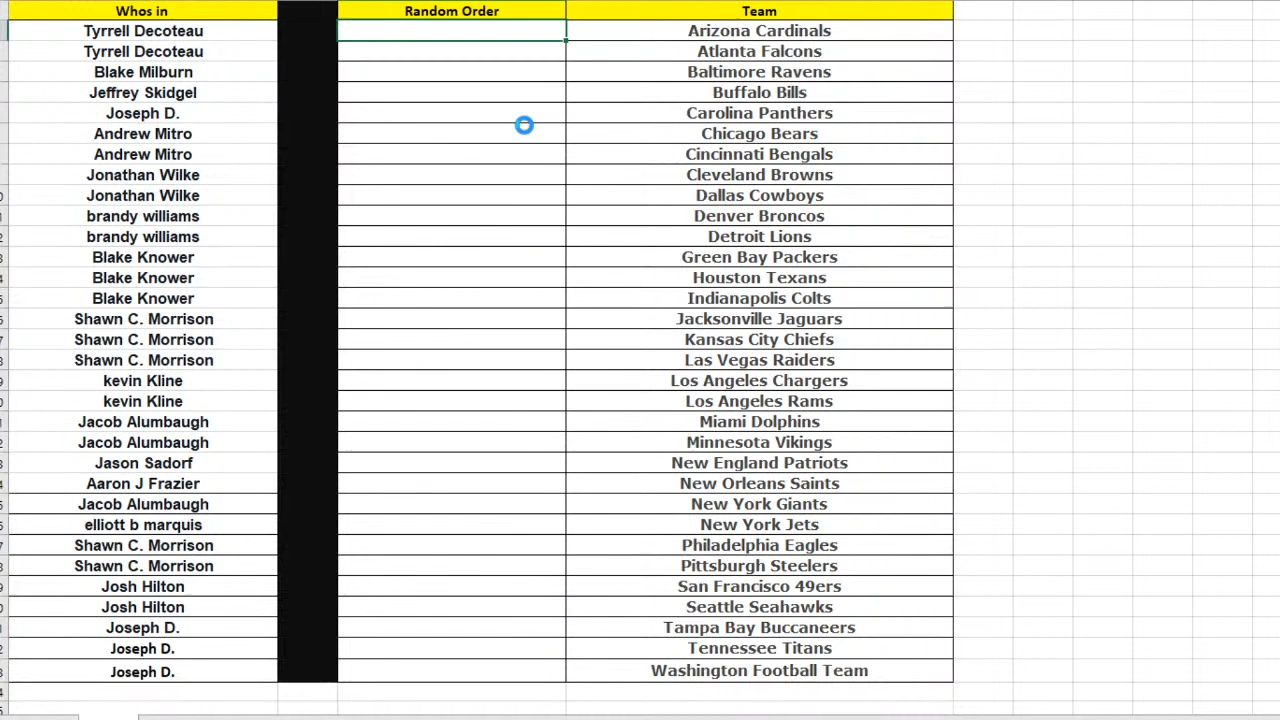 Whos in Random Order Team
Tyrrell Decoteau Arizona Cardinals
Tyrrell Decoteau Atlanta Falcons
Blake Milburn Baltimore Ravens
Jeffrey Skidgel Buffalo Bills
Joseph D. Carolina Panthers
Andrew Mitro Chicago Bears
Andrew Mitro Cincinnati Bengals
Jonathan Wilke Cleveland Browns
Jonathan Wilke Dallas Cowboys
brandy williams Denver Broncos
brandy williams Detroit Lions
Blake Knower Green Bay Packers
Blake Knower Houston Texans
Blake Knower Indianapolis Colts
Shawn C. Morrison Jacksonville Jaguars
Shawn C. Morrison Kansas City Chiefs
Shawn C. Morrison Las Vegas Raiders
kevin Kline Los Angeles Chargers
kevin Kline Los Angeles Rams
Jacob Alumbaugh Miami Dolphins
Jacob Alumbaugh Minnesota Vikings
Jason Sadorf New England Patriots
Aaron J Frazier New Orleans Saints
Jacob Alumbaugh New York Giants
elliott b marquis New York Jets
Shawn C. Morrison Philadelphia Eagles
Shawn C. Morrison Pittsburgh Steelers
Josh Hilton San Francisco 49ers
Josh Hilton Seattle Seahawks
Joseph D. Tampa Bay Buccaneers
Joseph D. Tennessee Titans
Joseph D. Washington Football Team